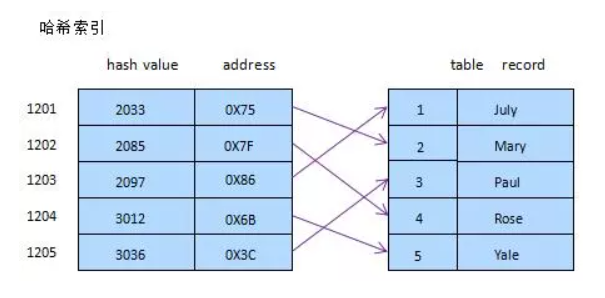 哈希索引
hash value address table record
1201 2033 0X75 1 July
1202 2085 0X7F 2 Mary
1203 2097 0X86 3 Paul
1204 3012 0X6B 4 Rose
1205 3036 0X3C 5 Yale